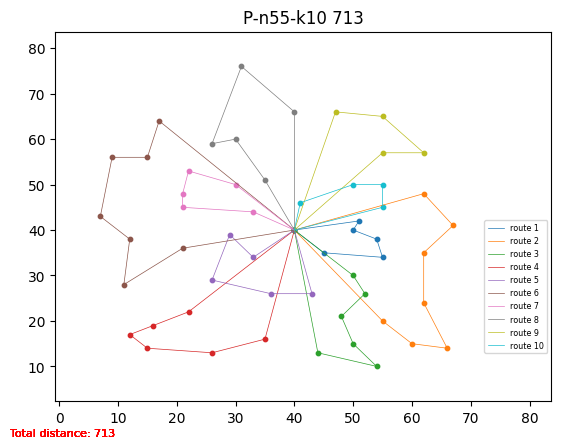 P-n55-k10 713
80
70
60
50
40
30
20
10
0 10 20 30 40 50 60 70 80
route 1
route 2
route 3
route 4
route 5
route 6
route 7
route 8
route 9
route 10
Total distance: 713